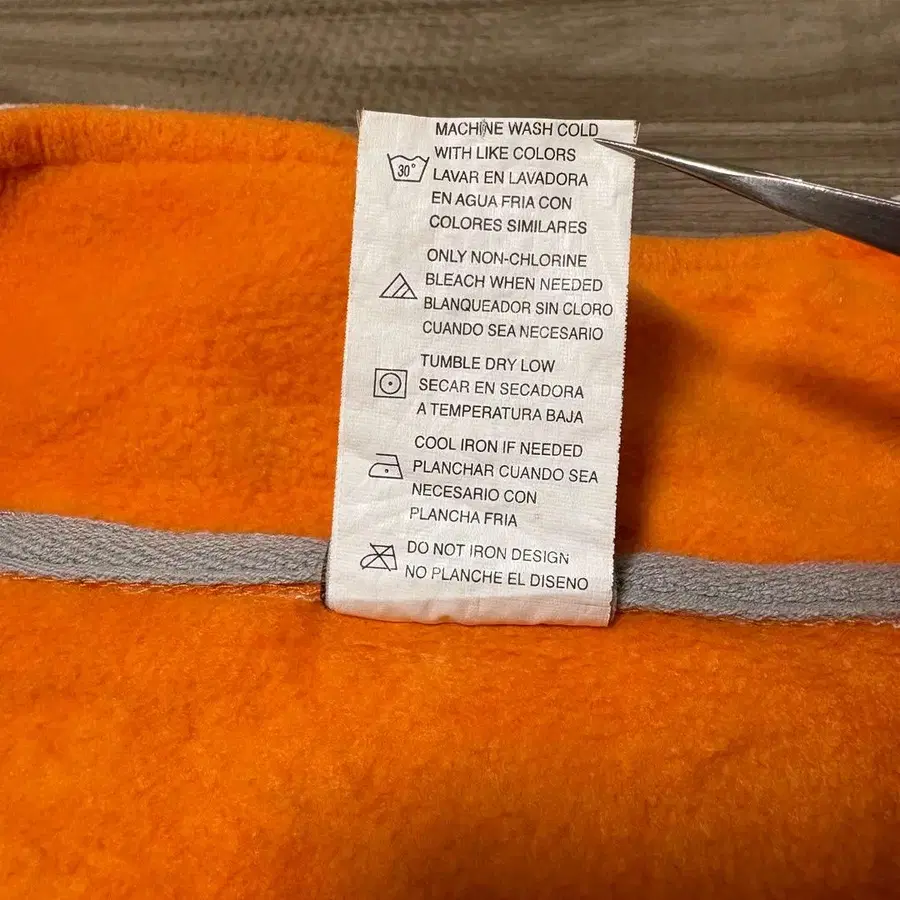 MACHINE WASH COLD
WITH LIKE COLORS
30°
LAVAR EN LAVADORA
EN AGUA FRIA CON
COLORES SIMILARES
ONLY NON-CHLORINE
BLEACH WHEN NEEDED
BLANQUEADOR SIN CLORO
CUANDO SEA NECESARIO
TUMBLE DRY LOW
SECAR EN SECADORA
A TEMPERATURA BAJA
COOL IRON IF NEEDED
PLANCHAR CUANDO SEA
NECESARIO CON
PLANCHA FRIA
DO NOT IRON DESIGN
NO PLANCHE EL DISENO